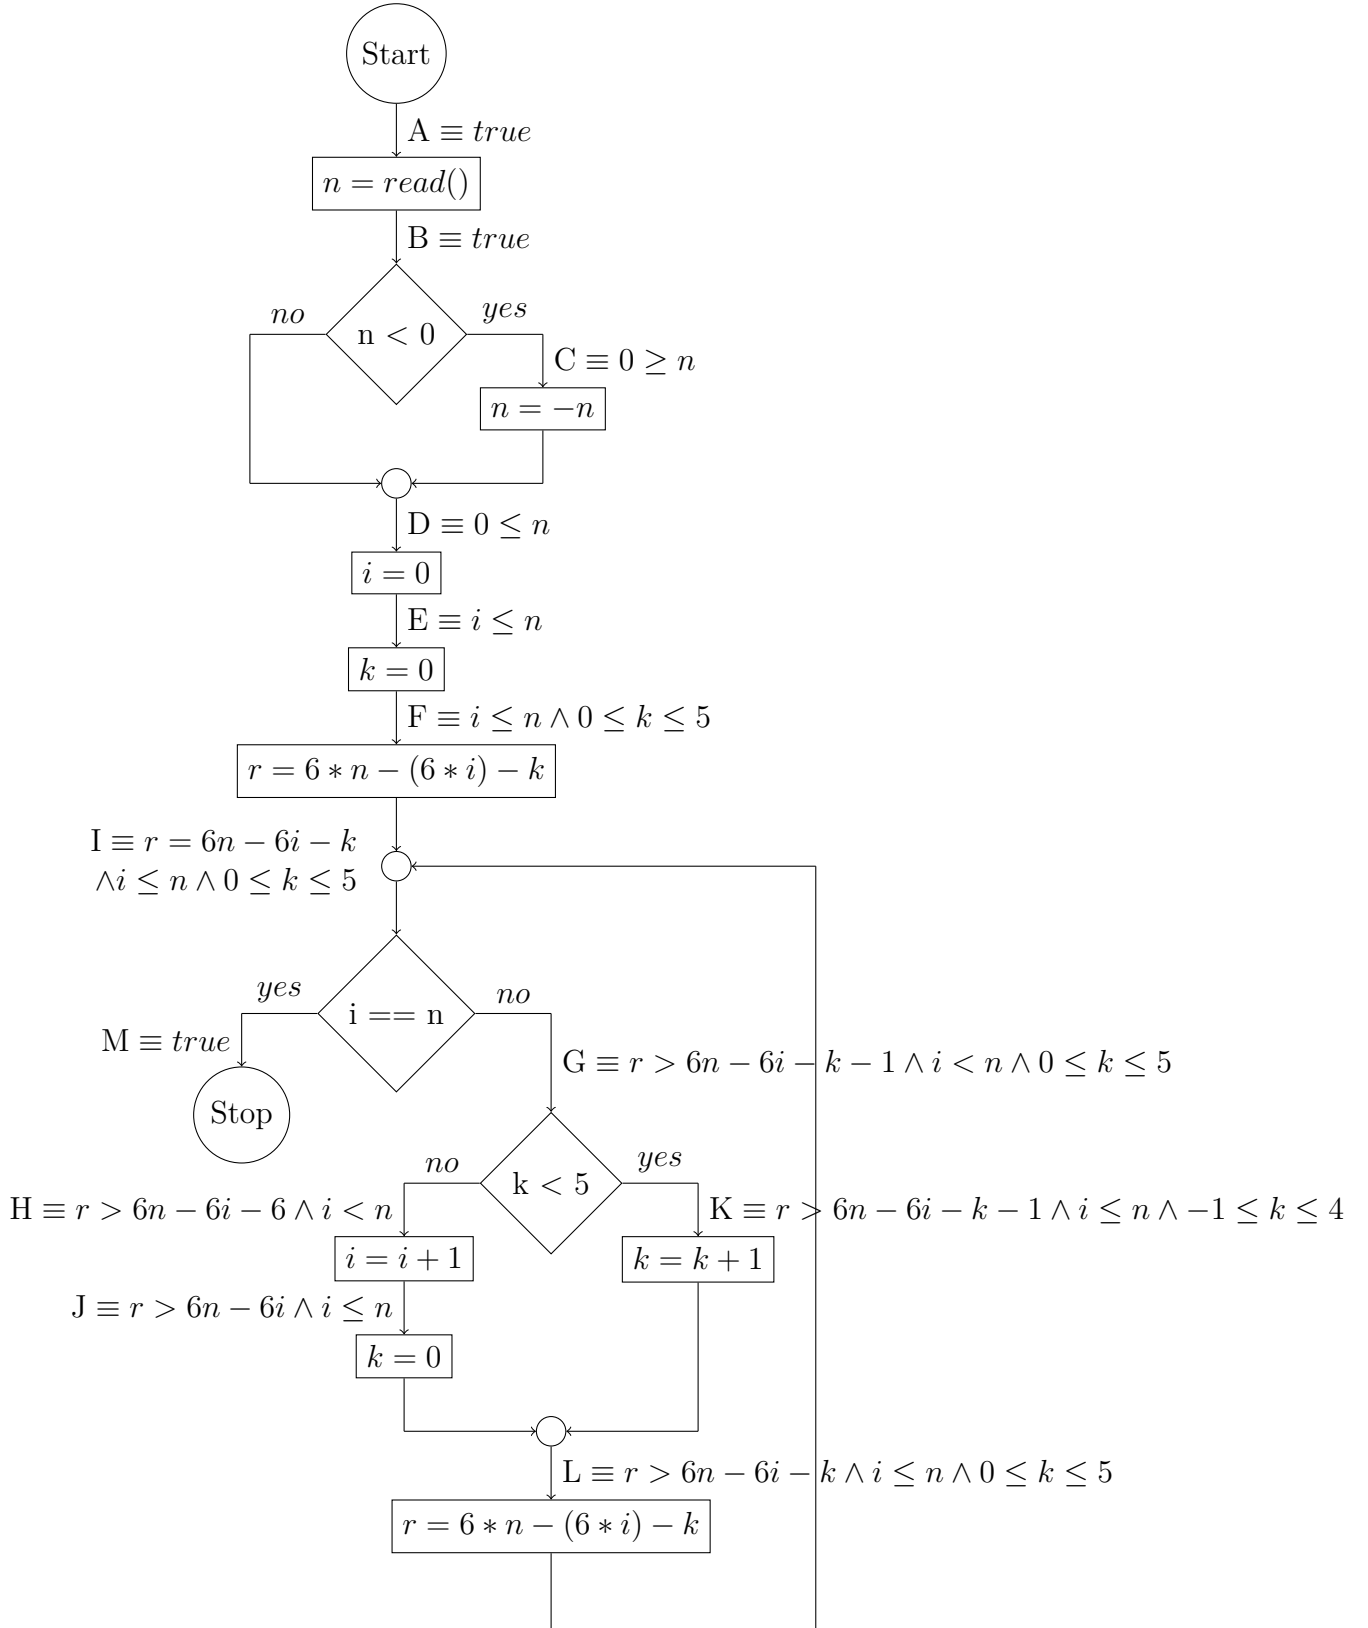 Start
A ≡ true
n = read()
B ≡ true
no
yes
n < 0
C ≡ 0 ≥ n
n = −n
D ≡ 0 ≤ n
i = 0
E ≡ i ≤ n
k = 0
F ≡ i ≤ n ∧ 0 ≤ k ≤ 5
r = 6 ∗ n − (6 ∗ i) − k
I ≡ r = 6n − 6i − k
∧i ≤ n ∧ 0 ≤ k ≤ 5
yes
no
i == n
M ≡ true
G ≡ r > 6n − 6i − k − 1 ∧ i < n ∧ 0 ≤ k ≤ 5
Stop
no
yes
k < 5
H ≡ r > 6n − 6i − 6 ∧ i < n
K ≡ r > 6n − 6i − k − 1 ∧ i ≤ n ∧ −1 ≤ k ≤ 4
i = i + 1
k = k + 1
J ≡ r > 6n − 6i ∧ i ≤ n
k = 0
L ≡ r > 6n − 6i − k ∧ i ≤ n ∧ 0 ≤ k ≤ 5
r = 6 ∗ n − (6 ∗ i) − k